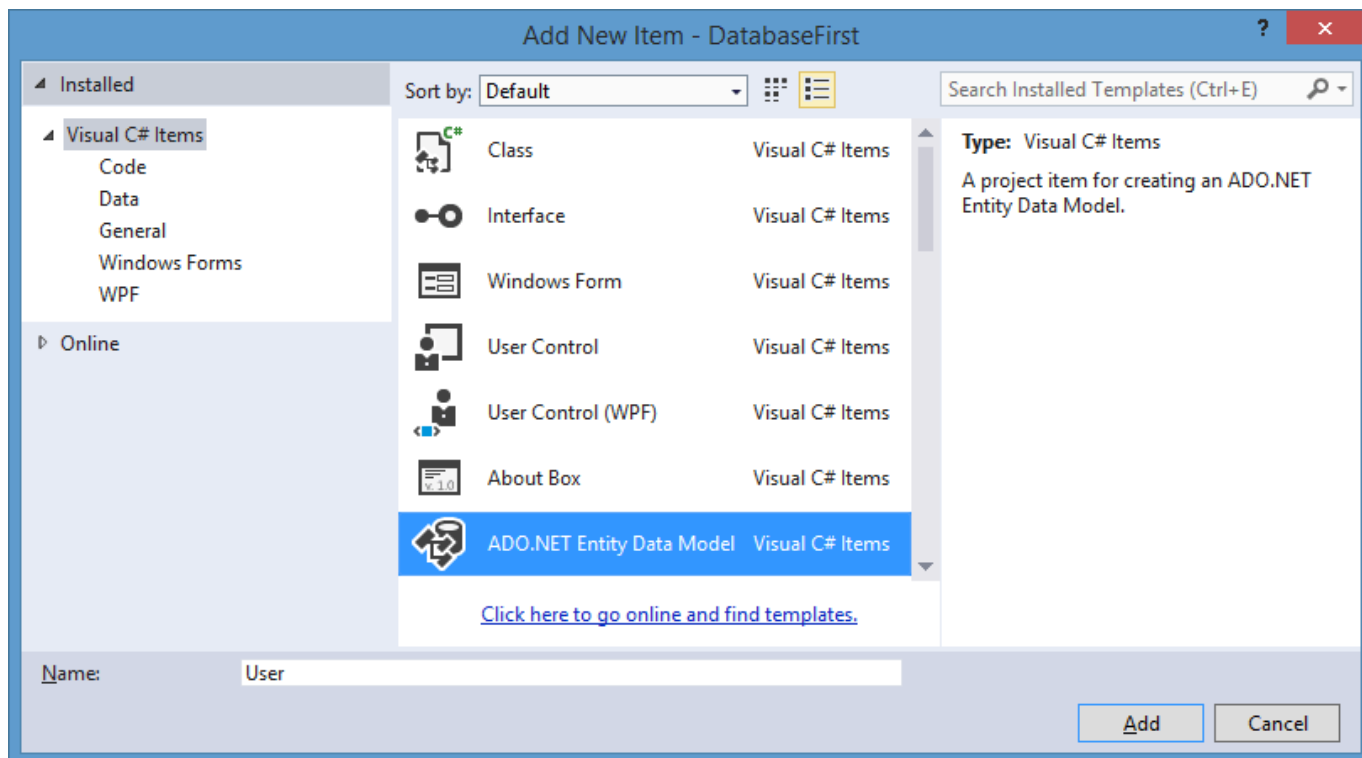 Add New Item - DatabaseFirst
?
Installed
Sort by: Default
Search Installed Templates (Ctrl+E)
Visual C# Items
Code
Data
General
Windows Forms
WPF
Online
C#
Class Visual C# Items
Interface Visual C# Items
Windows Form Visual C# Items
User Control Visual C# Items
User Control (WPF) Visual C# Items
v. 1.0
About Box Visual C# Items
ADO.NET Entity Data Model Visual C# Items
Click here to go online and find templates.
Type: Visual C# Items
A project item for creating an ADO.NET
Entity Data Model.
Name: User
Add Cancel